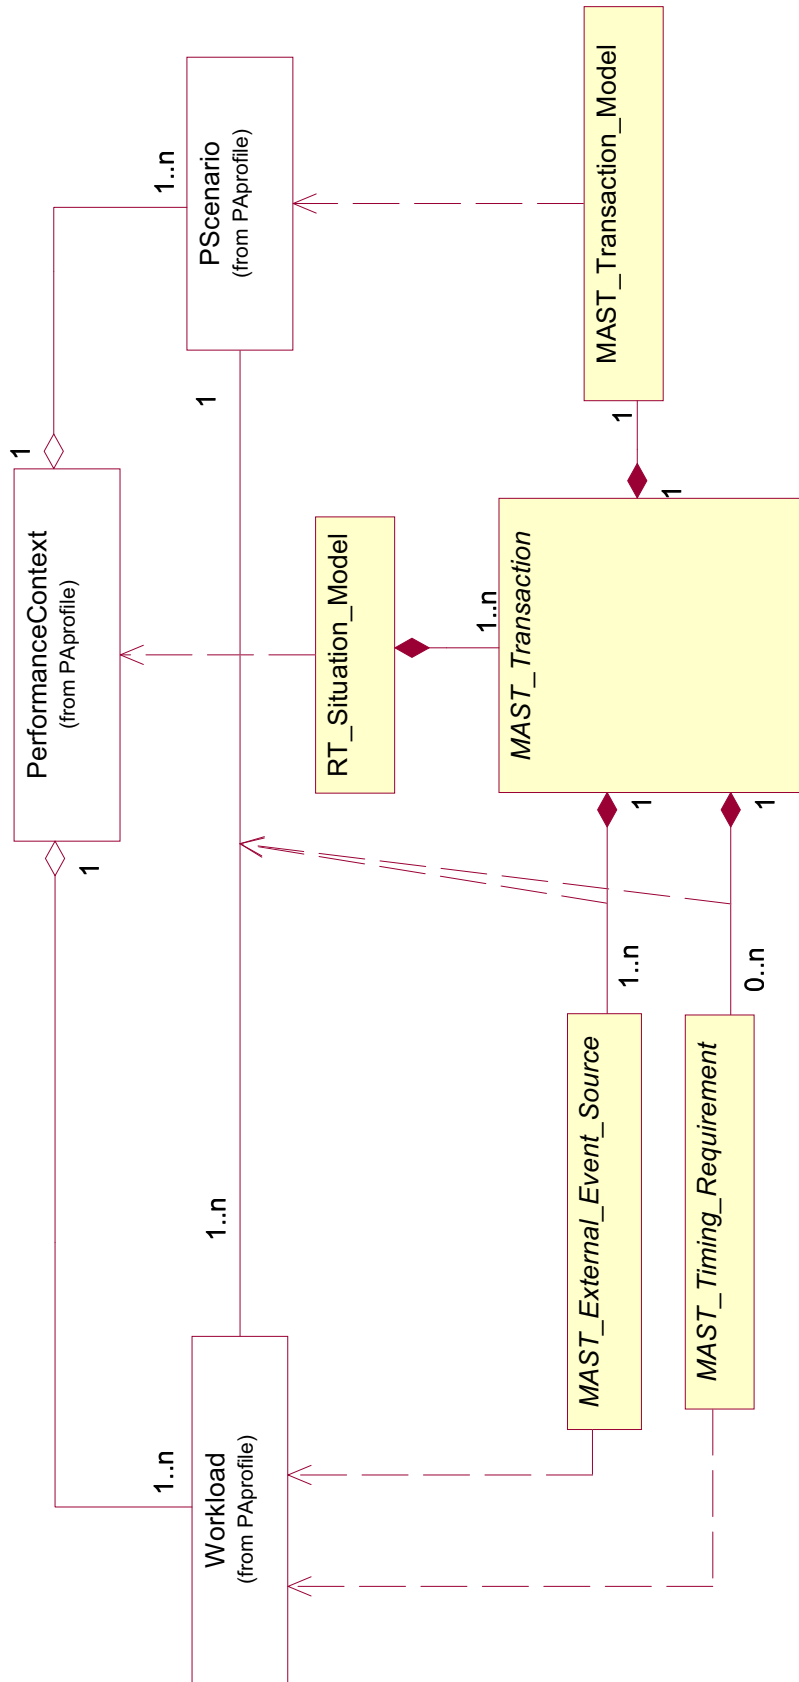 PerformanceContext
(from PAprofile)
1
1
1..n
1..n
Workload
(from PAprofile)
1..n
1
PScenario
(from PAprofile)
RT_Situation_Model
1..n
MAST_External_Event_Source
1..n
1
MAST_Transaction
1
1
MAST_Transaction_Model
MAST_Timing_Requirement
0..n
1